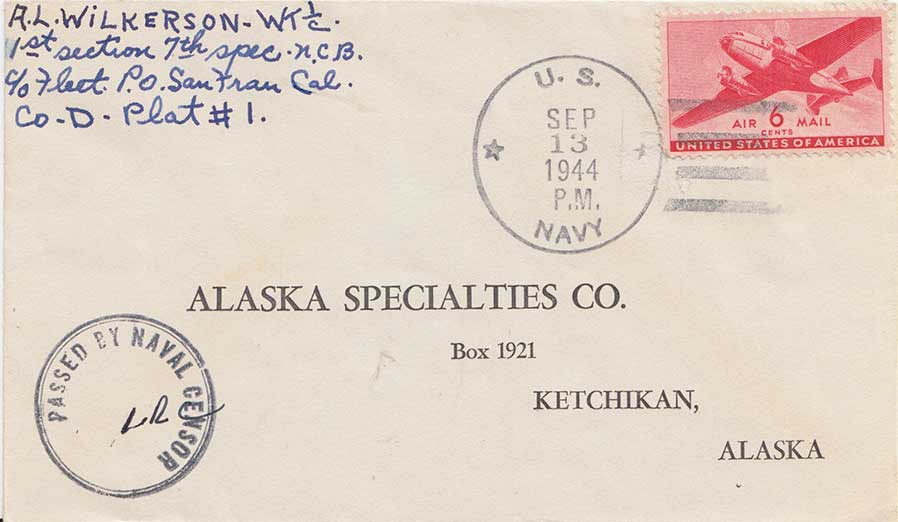 A.L. WILKERSON - WT 1/c.
1st section 7th spec. N.C.B.
c/o Fleet. P.O. San Fran Cal.
Co-D- Plat # 1.
U. S.
SEP
13
1944
P.M.
NAVY
AIR 6 MAIL
CENTS
UNITED STATES OF AMERICA
ALASKA SPECIALTIES CO.
Box 1921
KETCHIKAN,
ALASKA
PASSED BY NAVAL CENSOR
LR